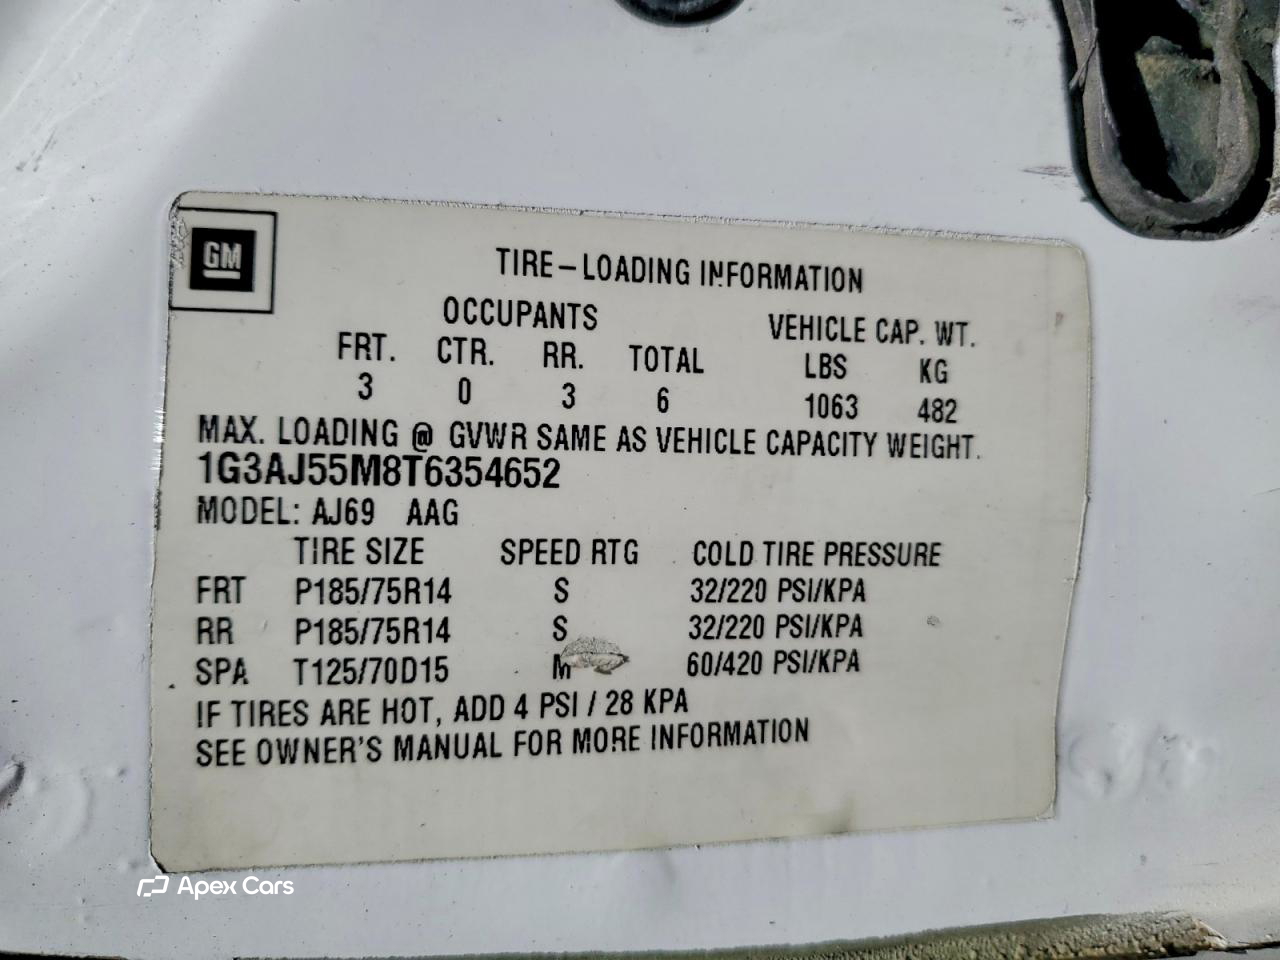 GM
TIRE-LOADING INFORMATION
OCCUPANTS VEHICLE CAP. WT.
FRT. CTR. RR. TOTAL LBS KG
3 0 3 6 1063 482
MAX. LOADING @ GVWR SAME AS VEHICLE CAPACITY WEIGHT.
1G3AJ55M8T6354652
MODEL: AJ69 AAG
TIRE SIZE SPEED RTG COLD TIRE PRESSURE
FRT P185/75R14 S 32/220 PSI/KPA
RR P185/75R14 S 32/220 PSI/KPA
SPA T125/70D15 M 60/420 PSI/KPA
IF TIRES ARE HOT, ADD 4 PSI / 28 KPA
SEE OWNER'S MANUAL FOR MORE INFORMATION
Apex Cars